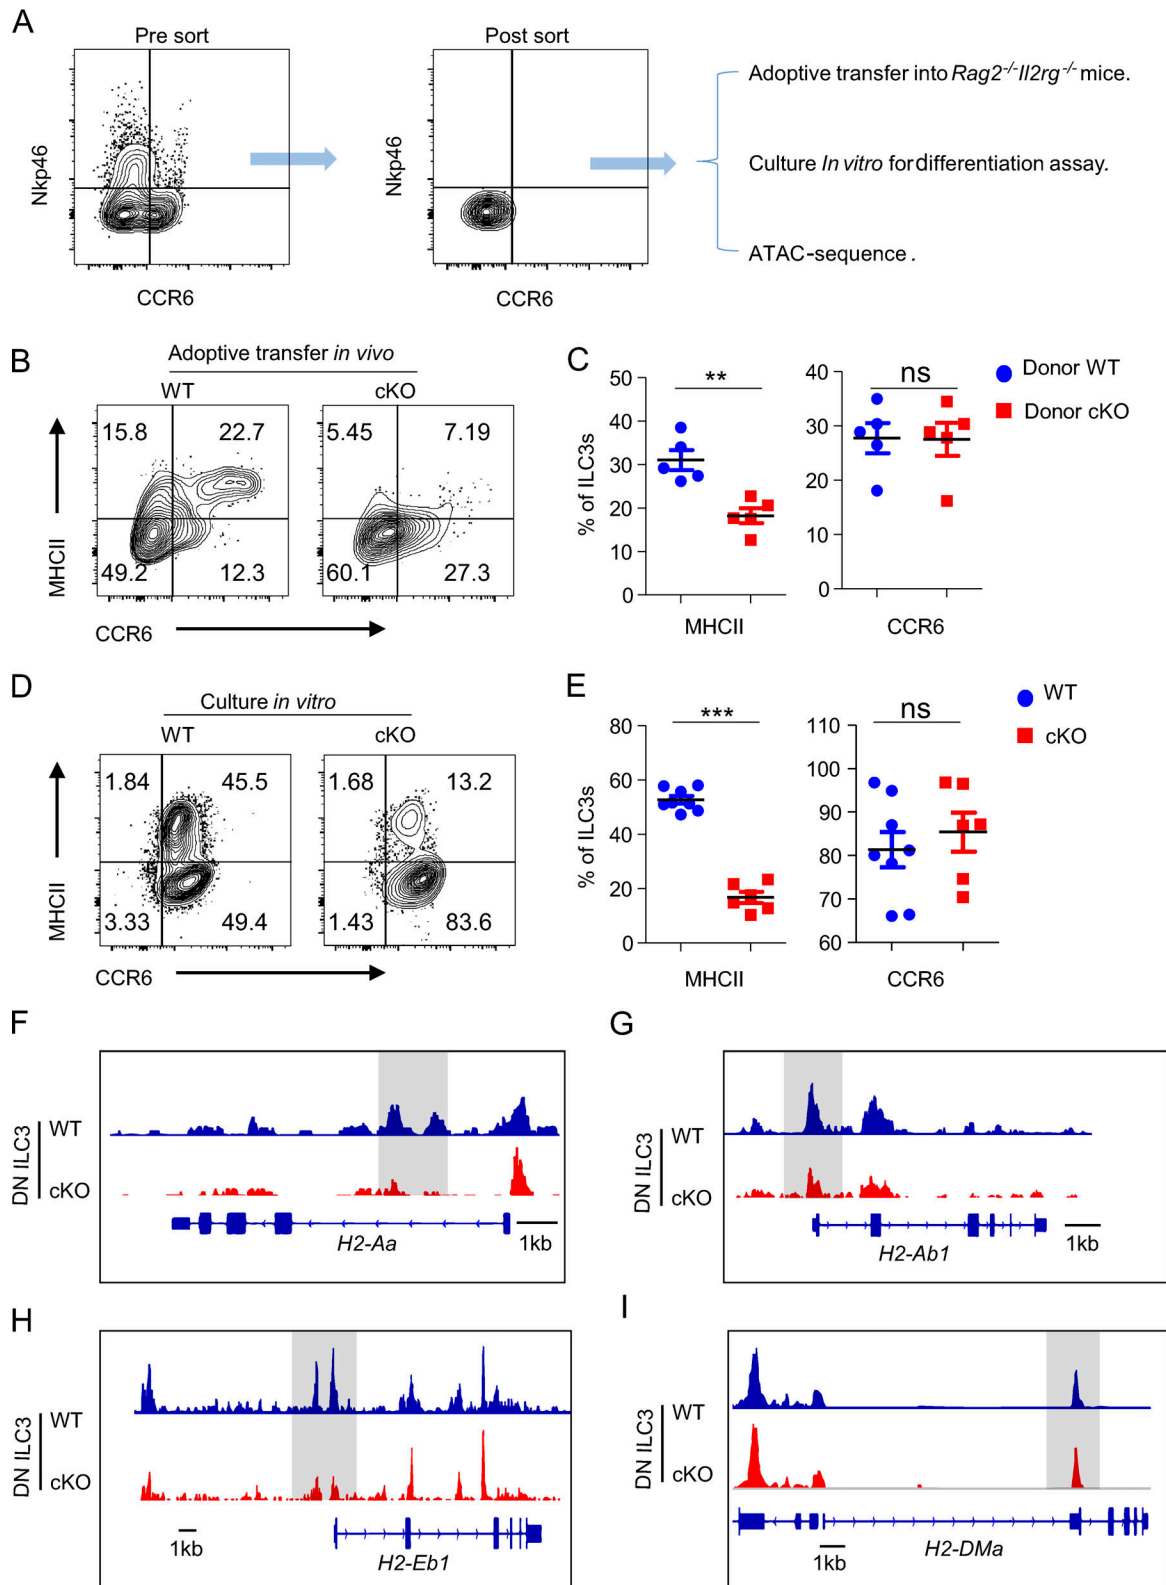 A
Pre sort
Post sort
Nkp46
CCR6
Nkp46
CCR6
Adoptive transfer into Rag2-/-Il2rg-/- mice.
Culture In vitro for differentiation assay.
ATAC-sequence .
B
Adoptive transfer in vivo
WT
cKO
15.8 22.7
5.45 7.19
49.2 12.3
60.1 27.3
MHCII
CCR6
C
50
40
30
20
10
0
% of ILC3s
**
MHCII
40
30
20
10
0
ns
CCR6
Donor WT
Donor cKO
D
Culture in vitro
WT
cKO
1.84 45.5
1.68 13.2
3.33 49.4
1.43 83.6
MHCII
CCR6
E
80
60
40
20
0
% of ILC3s
***
MHCII
110
100
90
80
70
60
ns
CCR6
WT
cKO
F
DN ILC3
WT
cKO
H2-Aa
1kb
G
DN ILC3
WT
cKO
H2-Ab1
1kb
H
DN ILC3
WT
cKO
1kb
H2-Eb1
I
DN ILC3
WT
cKO
1kb
H2-DMa